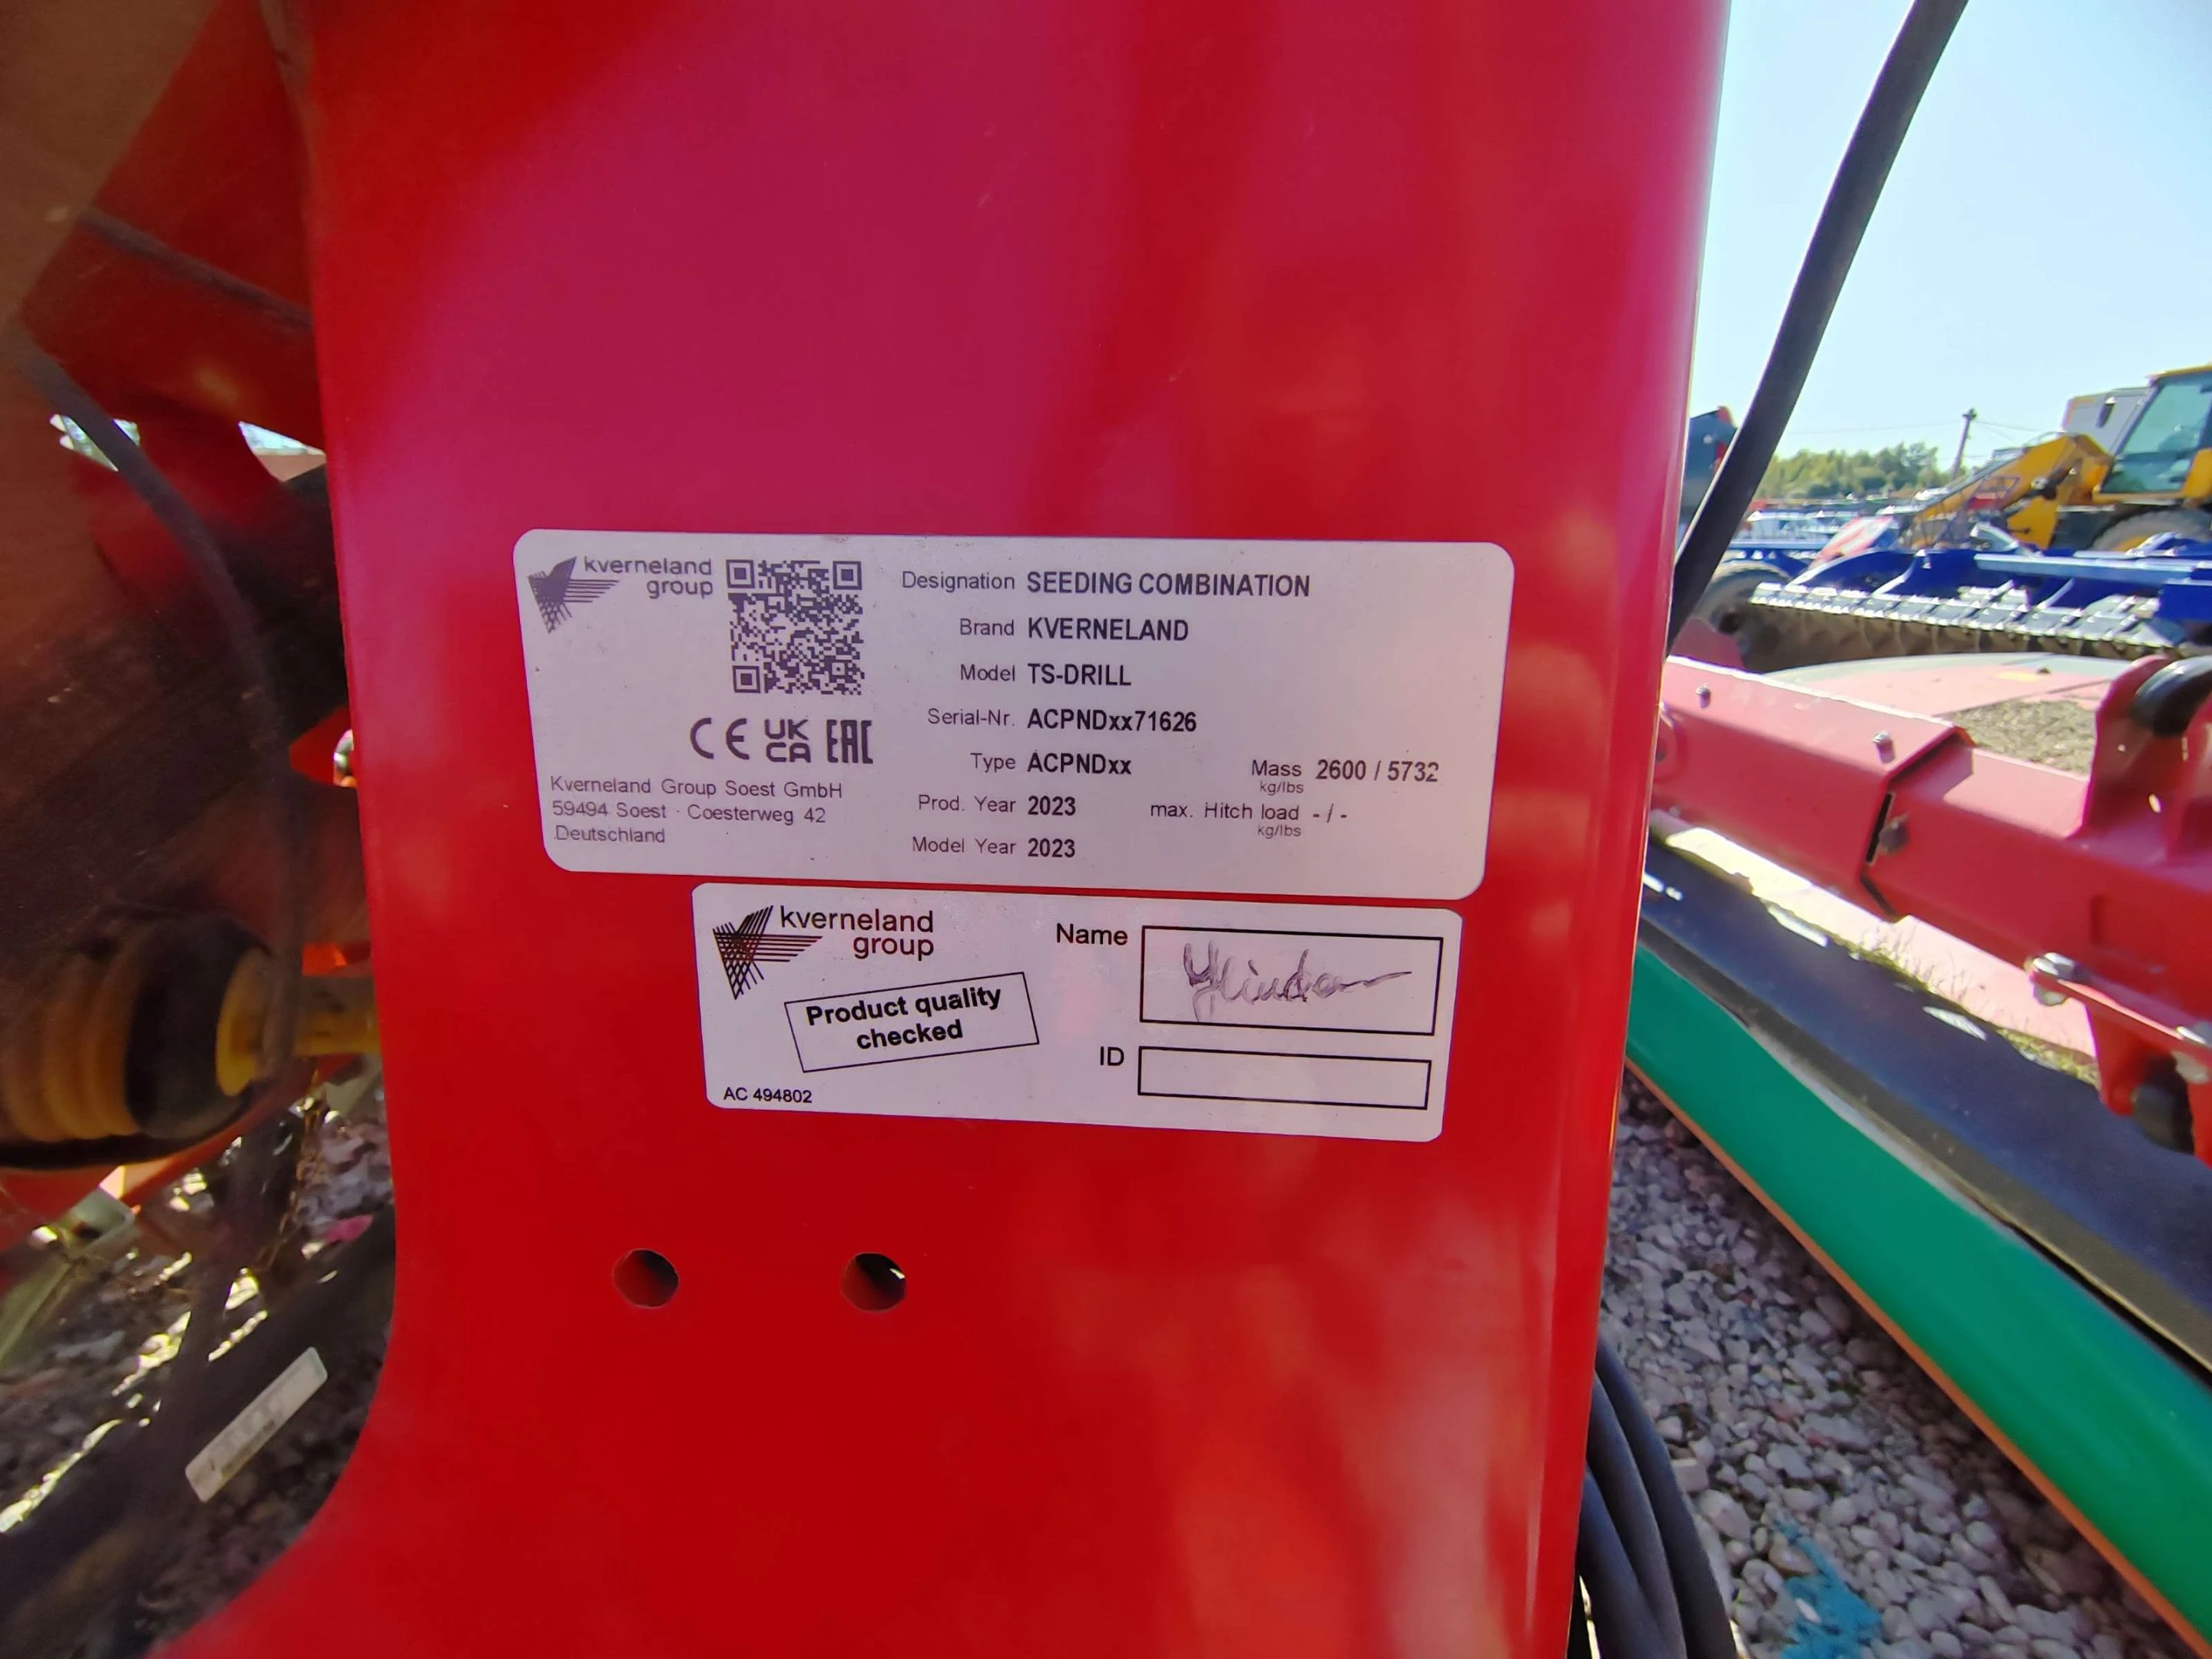 kverneland
group
CE UK CA EAC
Kverneland Group Soest GmbH
59494 Soest · Coesterweg 42
Deutschland
Designation SEEDING COMBINATION
Brand KVERNELAND
Model TS-DRILL
Serial-Nr. ACPNDxx71626
Type ACPNDxx
Mass 2600 / 5732
kg/lbs
Prod. Year 2023
max. Hitch load - / -
kg/lbs
Model Year 2023
kverneland
group
Product quality
checked
AC 494802
Name
ID